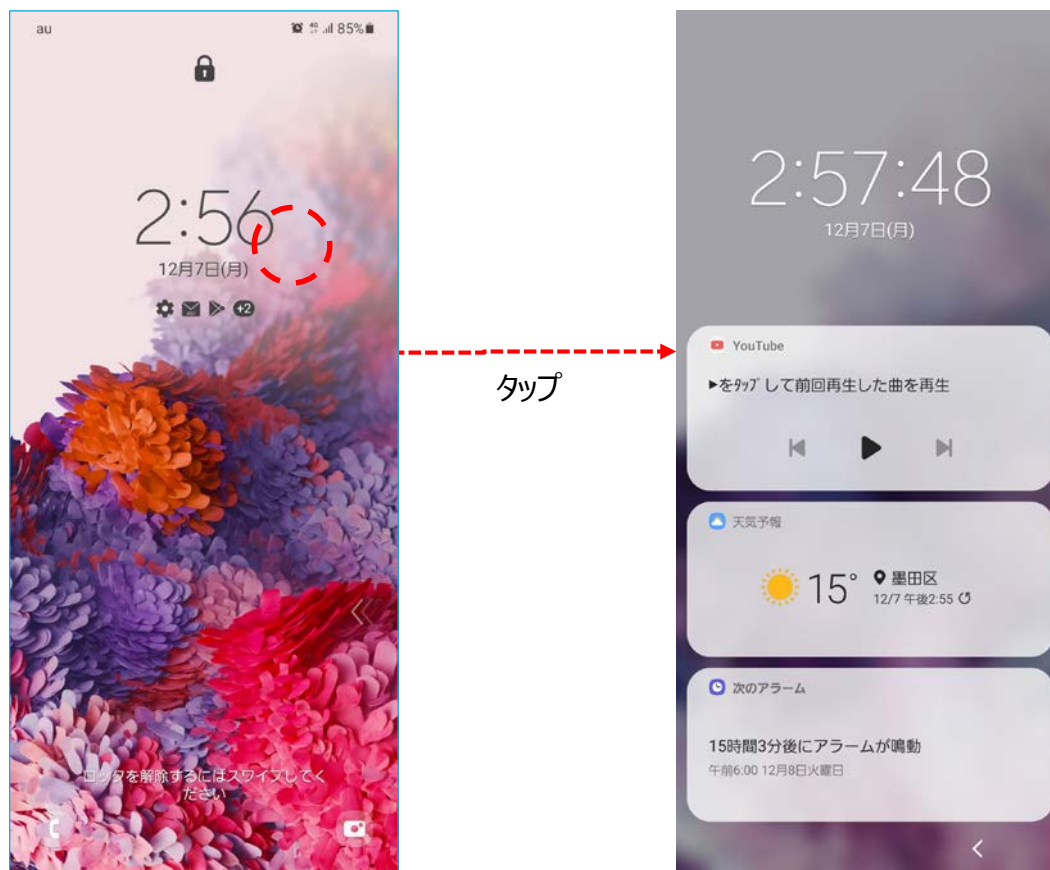 au
4G
85%
2:56
12月7日(月)
+2
ロックを解除するにはスワイプしてく
ださい
タップ
2:57:48
12月7日(月)
YouTube
▶をﾀｯﾌﾟして前回再生した曲を再生
天気予報
15°
墨田区
12/7 午後2:55
次のアラーム
15時間3分後にアラームが鳴動
午前6:00 12月8日火曜日